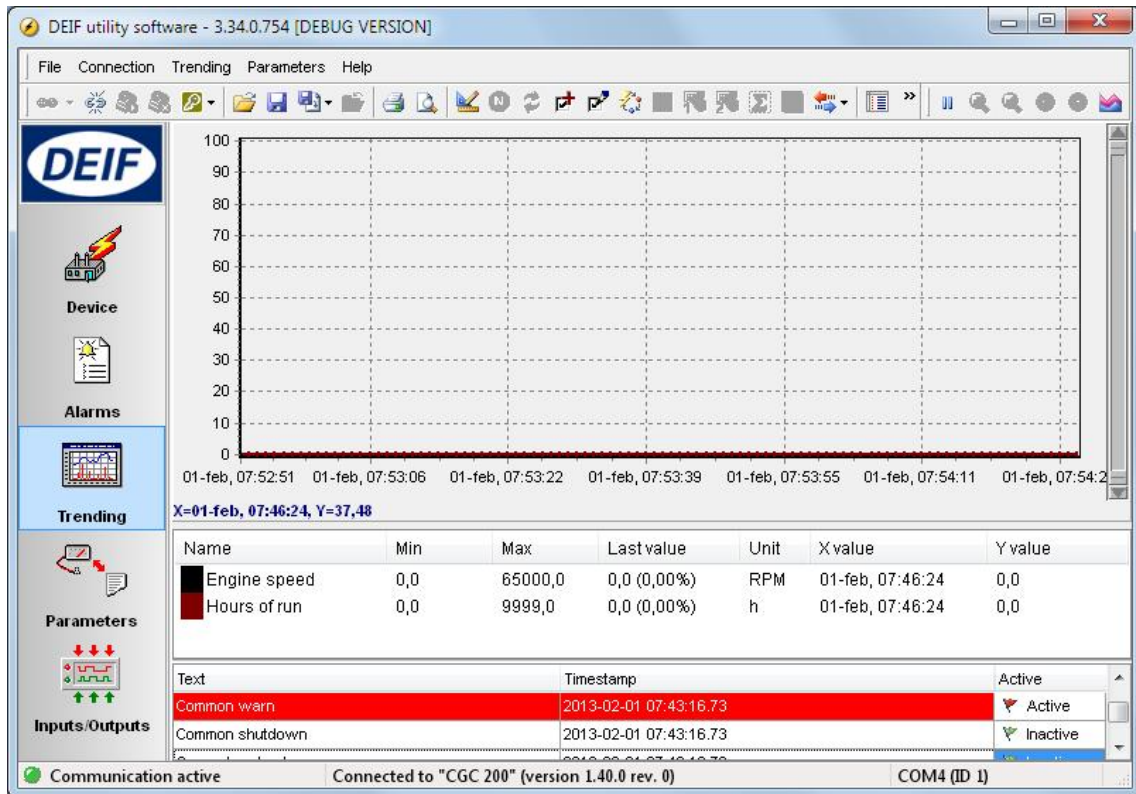 DEIF utility software - 3.34.0.754 [DEBUG VERSION]
File Connection Trending Parameters Help
DEIF
Device
Alarms
Trending
Parameters
Inputs/Outputs
100
90
80
70
60
50
40
30
20
10
0
01-feb, 07:52:51 01-feb, 07:53:06 01-feb, 07:53:22 01-feb, 07:53:39 01-feb, 07:53:55 01-feb, 07:54:11 01-feb, 07:54:2
X=01-feb, 07:46:24, Y=37,48
Name Min Max Last value Unit X value Y value
Engine speed 0,0 65000,0 0,0 (0,00%) RPM 01-feb, 07:46:24 0,0
Hours of run 0,0 9999,0 0,0 (0,00%) h 01-feb, 07:46:24 0,0
Text Timestamp Active
Common warn 2013-02-01 07:43:16.73 Active
Common shutdown 2013-02-01 07:43:16.73 Inactive
Communication active Connected to "CGC 200" (version 1.40.0 rev. 0) COM4 (ID 1)